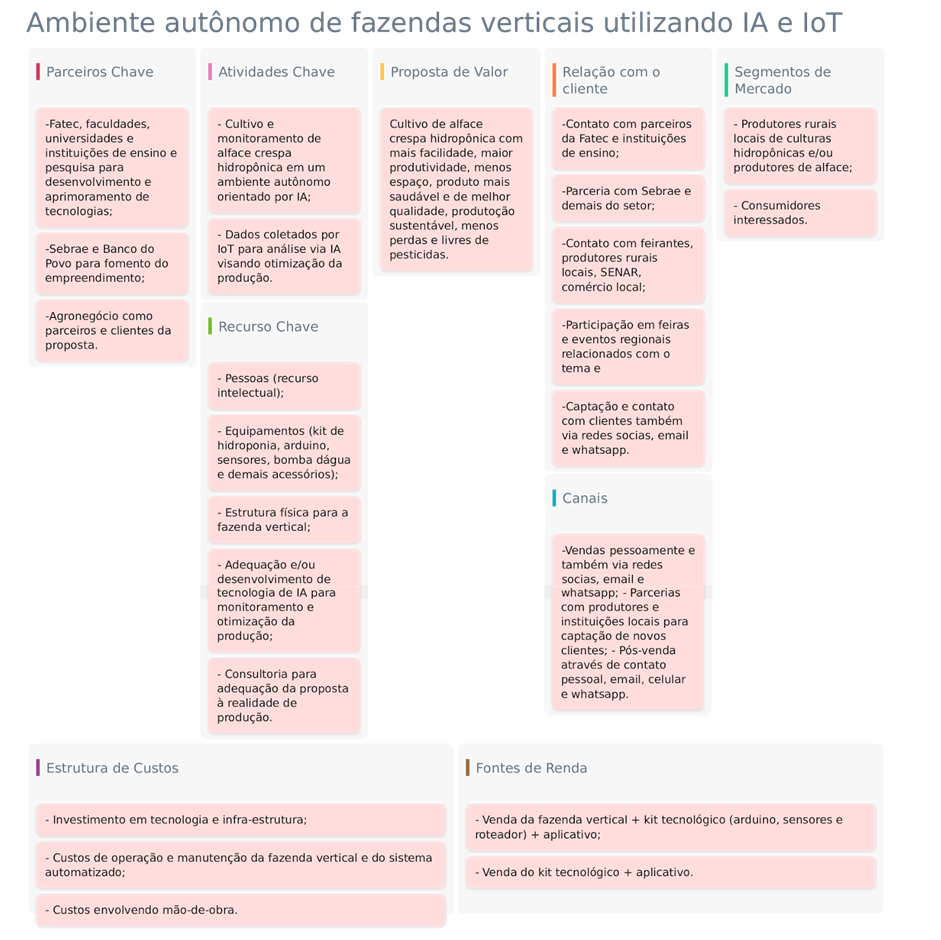 Ambiente autônomo de fazendas verticais utilizando IA e IoT
Parceiros Chave
-Fatec, faculdades,
universidades e
instituições de ensino e
pesquisa para
desenvolvimento e
aprimoramento de
tecnologias;
-Sebrae e Banco do
Povo para fomento do
empreendimento;
-Agronegócio como
parceiros e clientes da
proposta.
Atividades Chave
- Cultivo e
monitoramento de
alface crespa
hidropônica em um
ambiente autônomo
orientado por IA;
- Dados coletados por
IoT para análise via IA
visando otimização da
produção.
Recurso Chave
- Pessoas (recurso
intelectual);
- Equipamentos (kit de
hidroponia, arduino,
sensores, bomba dágua
e demais acessórios);
- Estrutura física para a
fazenda vertical;
- Adequação e/ou
desenvolvimento de
tecnologia de IA para
monitoramento e
otimização da
produção;
- Consultoria para
adequação da proposta
à realidade de
produção.
Proposta de Valor
Cultivo de alface
crespa hidropônica com
mais facilidade, maior
produtividade, menos
espaço, produto mais
saudável e de melhor
qualidade, produtoção
sustentável, menos
perdas e livres de
pesticidas.
Relação com o
cliente
-Contato com parceiros
da Fatec e instituições
de ensino;
-Parceria com Sebrae e
demais do setor;
-Contato com feirantes,
produtores rurais
locais, SENAR,
comércio local;
-Participação em feiras
e eventos regionais
relacionados com o
tema e
-Captação e contato
com clientes também
via redes socias, email
e whatsapp.
Canais
-Vendas pessoamente e
também via redes
socias, email e
whatsapp; - Parcerias
com produtores e
instituições locais para
captação de novos
clientes; - Pós-venda
através de contato
pessoal, email, celular
e whatsapp.
Segmentos de
Mercado
- Produtores rurais
locais de culturas
hidropônicas e/ou
produtores de alface;
- Consumidores
interessados.
Estrutura de Custos
- Investimento em tecnologia e infra-estrutura;
- Custos de operação e manutenção da fazenda vertical e do sistema
automatizado;
- Custos envolvendo mão-de-obra.
Fontes de Renda
- Venda da fazenda vertical + kit tecnológico (arduino, sensores e
roteador) + aplicativo;
- Venda do kit tecnológico + aplicativo.